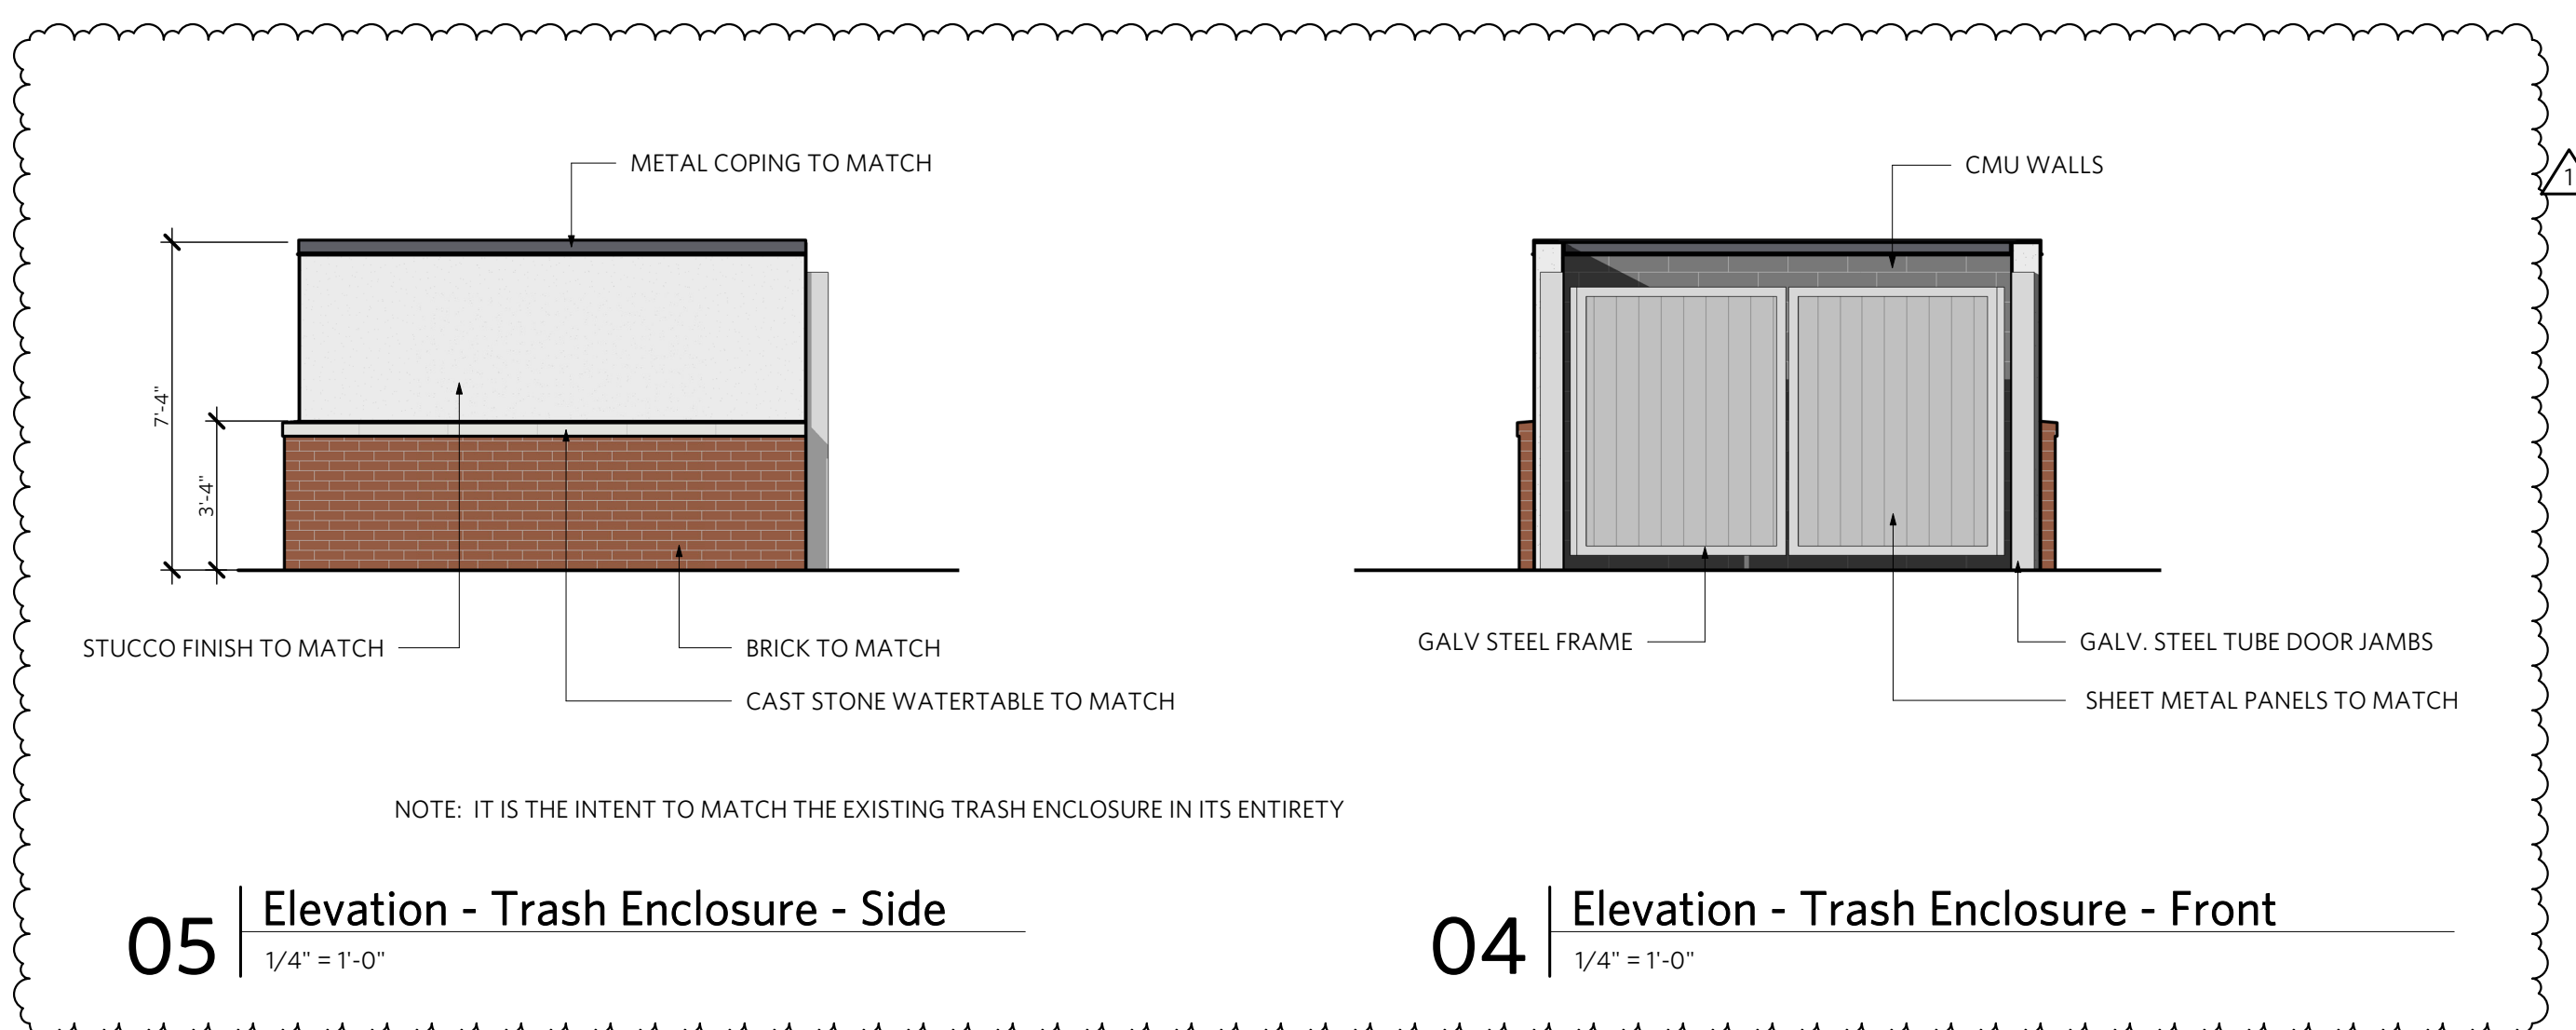 METAL COPING TO MATCH
CMU WALLS
1
7'-4"
3'-4"
STUCCO FINISH TO MATCH
BRICK TO MATCH
CAST STONE WATERTABLE TO MATCH
GALV STEEL FRAME
GALV. STEEL TUBE DOOR JAMBS
SHEET METAL PANELS TO MATCH
NOTE:  IT IS THE INTENT TO MATCH THE EXISTING TRASH ENCLOSURE IN ITS ENTIRETY
05
Elevation - Trash Enclosure - Side
1/4" = 1'-0"
04
Elevation - Trash Enclosure - Front
1/4" = 1'-0"